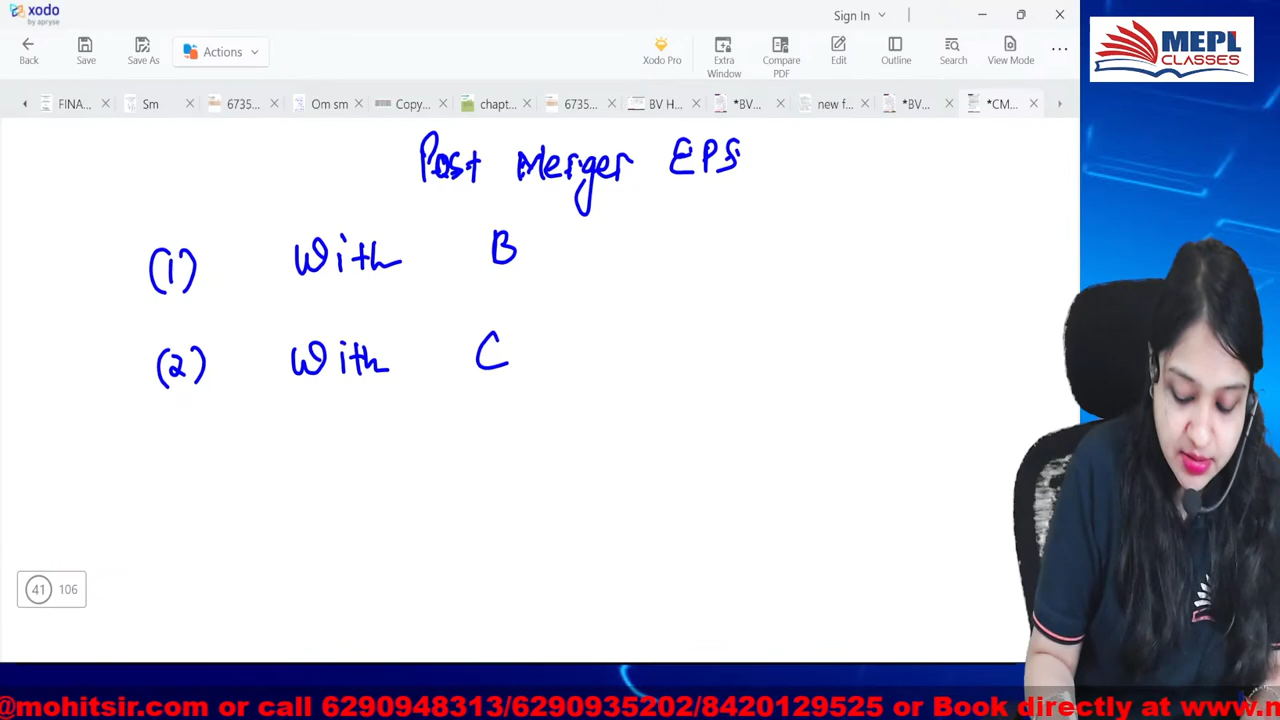 xodo
by apryse
Sign In
Back
Save
Save As
Actions
Xodo Pro
Extra Window
Compare PDF
Edit
Outline
Search
View Mode
FINA...
Sm
6735...
Om sm
Copy...
chapt...
6735...
BV H...
*BV...
new f...
*BV...
*CM...
MEPL
CLASSES
Post Merger EPS
(1) With B
(2) With C
41 106
@mohitsir.com or call 6290948313/6290935202/8420129335 or Book directly at www.n